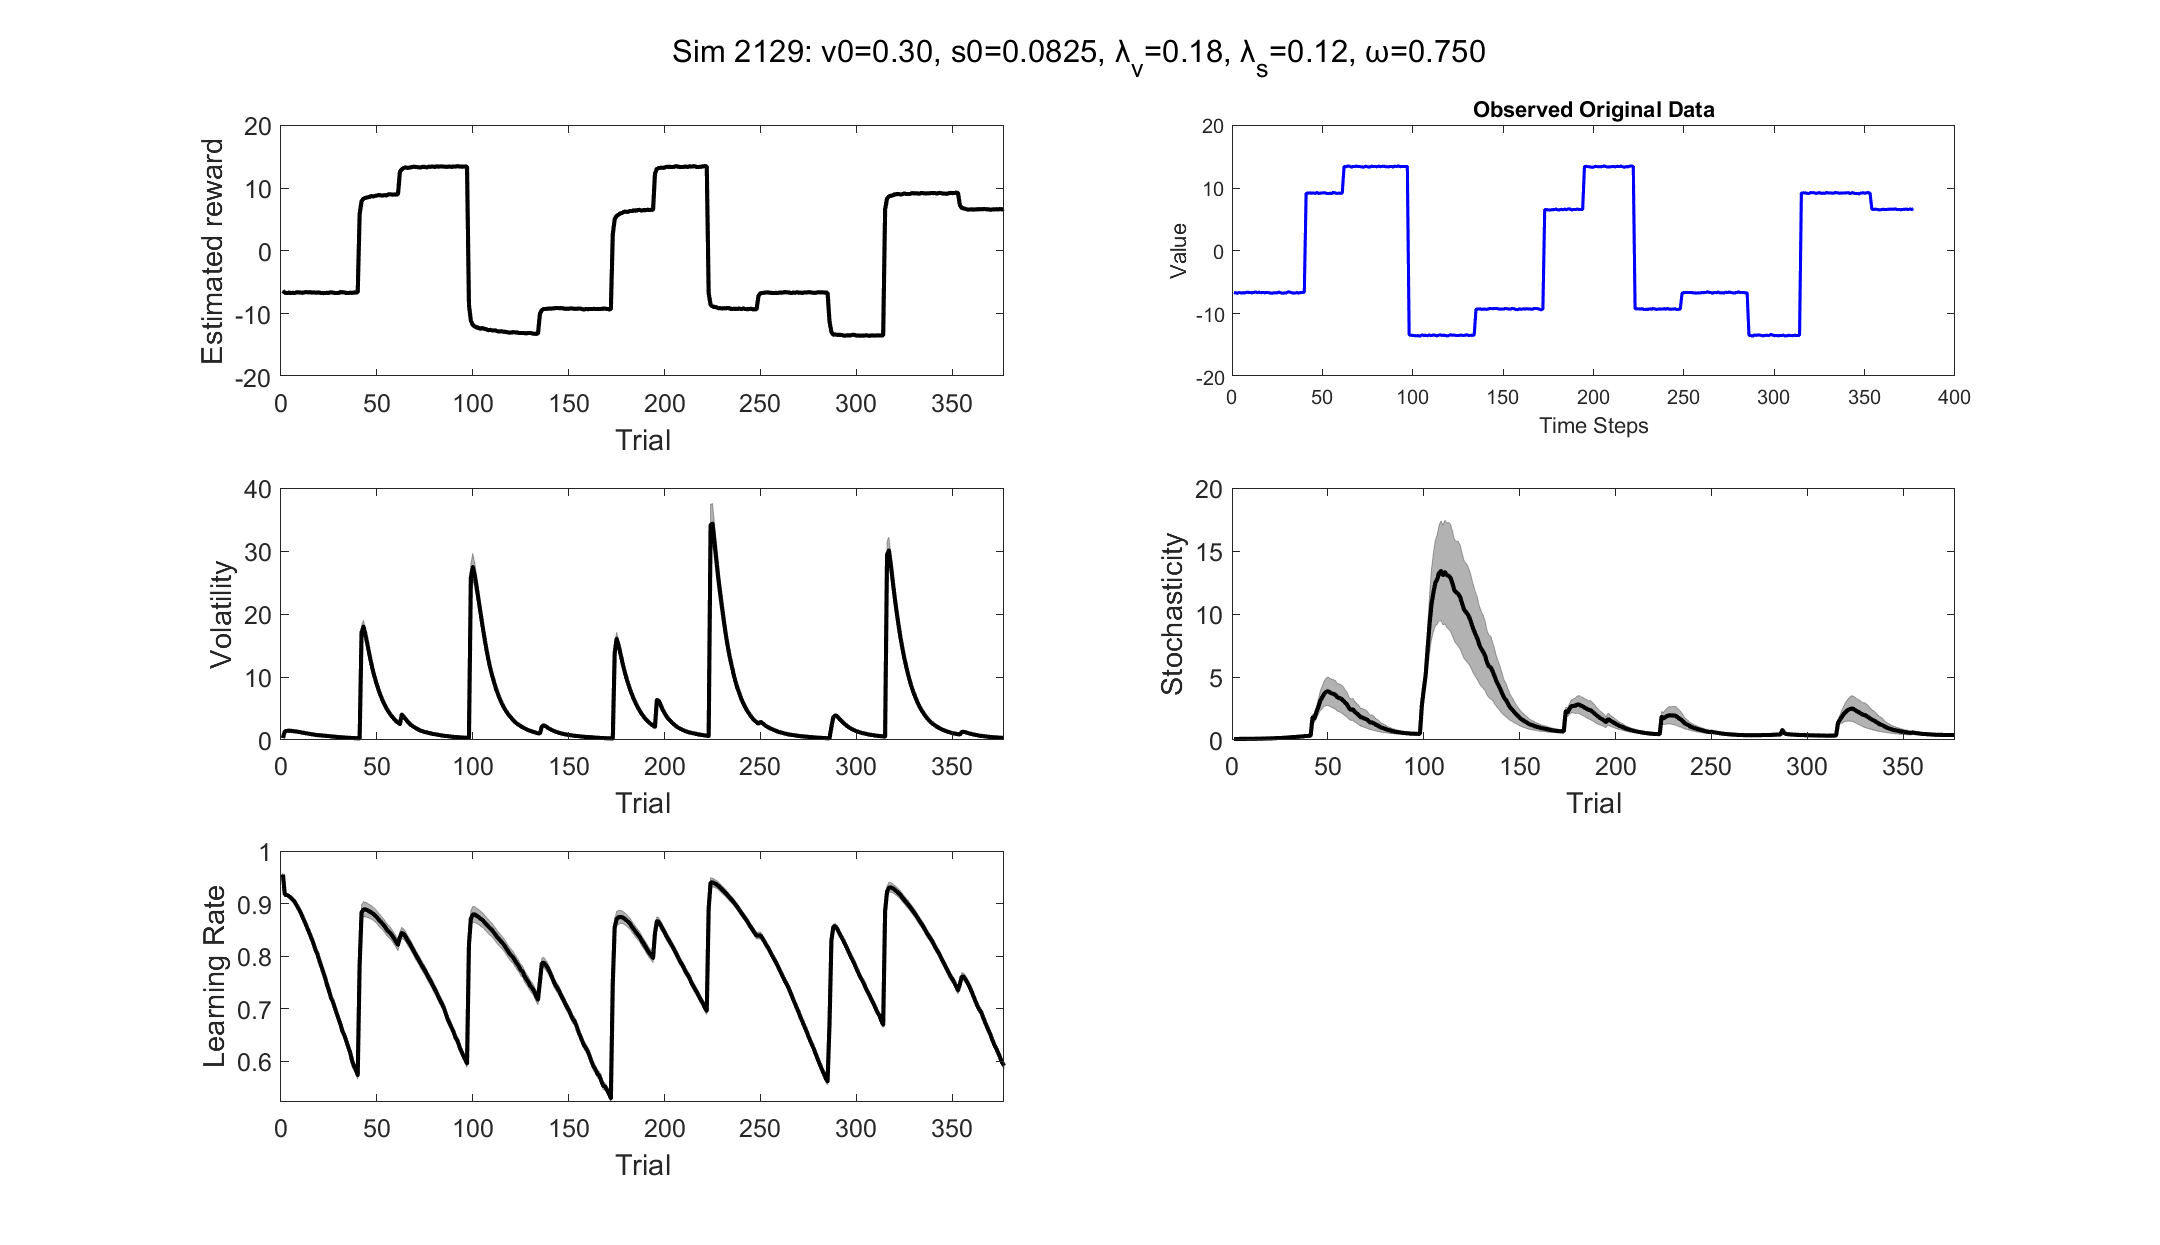 Sim 2129: v0=0.30, s0=0.0825, λv=0.18, λs=0.12, ω=0.750
Estimated reward
20
10
0
-10
-20
0 50 100 150 200 250 300 350
Trial
Observed Original Data
Value
20
10
0
-10
-20
0 50 100 150 200 250 300 350 400
Time Steps
Volatility
40
30
20
10
0
0 50 100 150 200 250 300 350
Trial
Stochasticity
20
15
10
5
0
0 50 100 150 200 250 300 350
Trial
Learning Rate
1
0.9
0.8
0.7
0.6
0 50 100 150 200 250 300 350
Trial